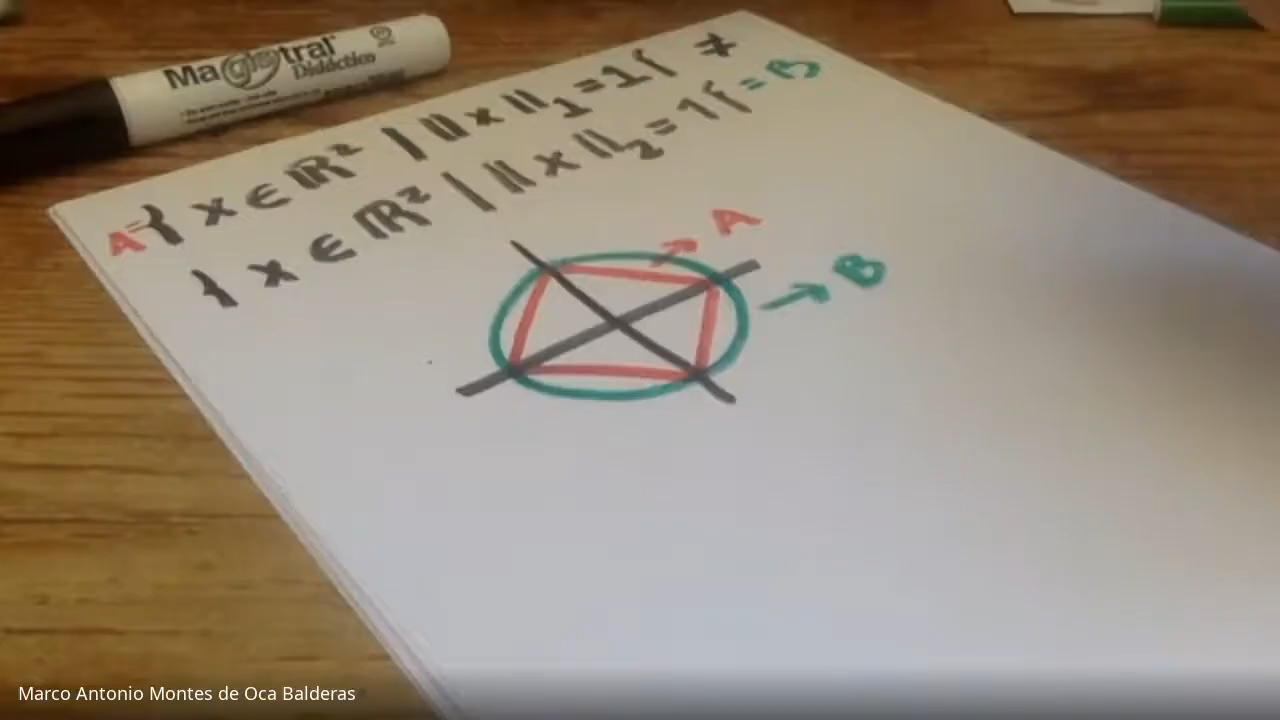 Magistral
Didáctico
A={ x ∈ ℝ² | ||x||₁ = 1} ≠
{ x ∈ ℝ² | ||x||₂ = 1} = B
A
B
Marco Antonio Montes de Oca Balderas